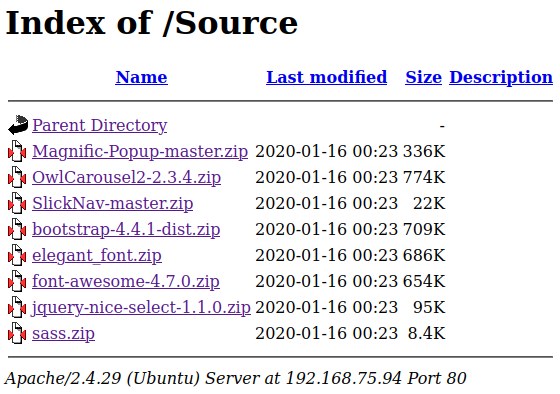 Index of /Source
Name Last modified Size Description
Parent Directory -
Magnific-Popup-master.zip 2020-01-16 00:23 336K
OwlCarousel2-2.3.4.zip 2020-01-16 00:23 774K
SlickNav-master.zip 2020-01-16 00:23 22K
bootstrap-4.4.1-dist.zip 2020-01-16 00:23 709K
elegant_font.zip 2020-01-16 00:23 686K
font-awesome-4.7.0.zip 2020-01-16 00:23 654K
jquery-nice-select-1.1.0.zip 2020-01-16 00:23 95K
sass.zip 2020-01-16 00:23 8.4K
Apache/2.4.29 (Ubuntu) Server at 192.168.75.94 Port 80